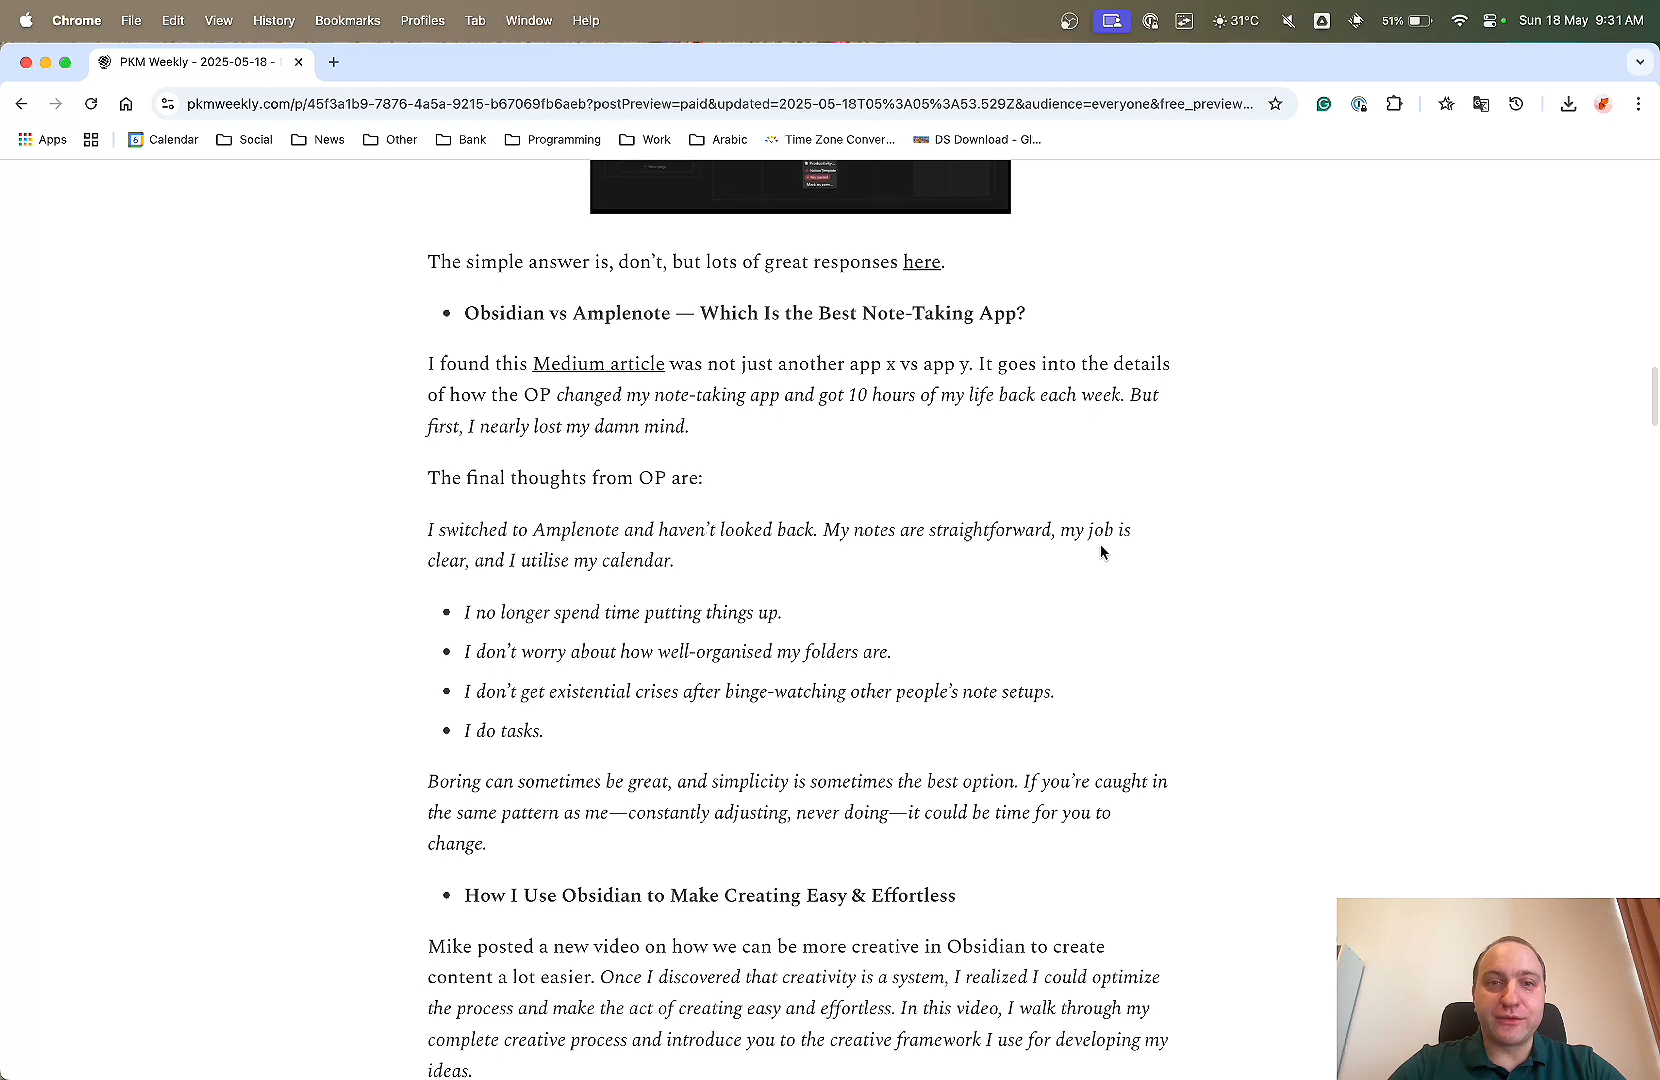 Chrome File Edit View History Bookmarks Profiles Tab Window Help 31°C 51% Sun 18 May 9:31 AM
PKM Weekly - 2025-05-18 -
pkmweekly.com/p/45f3a1b9-7876-4a5a-9215-b67069fb6aeb?postPreview=paid&updated=2025-05-18T05%3A05%3A53.529Z&audience=everyone&free_preview...
Apps Calendar Social News Other Bank Programming Work Arabic Time Zone Conver... DS Download - Gl...
The simple answer is, don't, but lots of great responses here.
• Obsidian vs Amplenote — Which Is the Best Note-Taking App?
I found this Medium article was not just another app x vs app y. It goes into the details
of how the OP changed my note-taking app and got 10 hours of my life back each week. But
first, I nearly lost my damn mind.
The final thoughts from OP are:
I switched to Amplenote and haven't looked back. My notes are straightforward, my job is
clear, and I utilise my calendar.
• I no longer spend time putting things up.
• I don't worry about how well-organised my folders are.
• I don't get existential crises after binge-watching other people's note setups.
• I do tasks.
Boring can sometimes be great, and simplicity is sometimes the best option. If you're caught in
the same pattern as me—constantly adjusting, never doing—it could be time for you to
change.
• How I Use Obsidian to Make Creating Easy & Effortless
Mike posted a new video on how we can be more creative in Obsidian to create
content a lot easier. Once I discovered that creativity is a system, I realized I could optimize
the process and make the act of creating easy and effortless. In this video, I walk through my
complete creative process and introduce you to the creative framework I use for developing my
ideas.